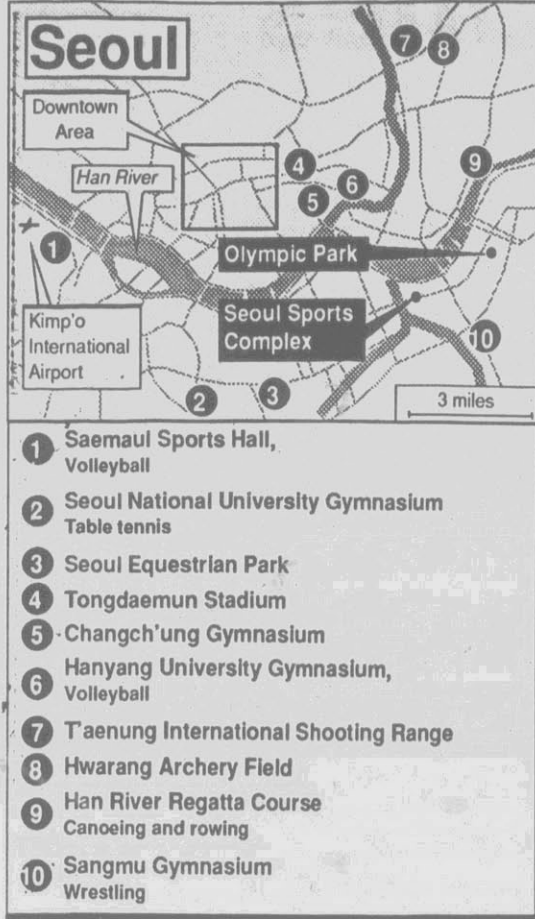 Seoul
7
8
Downtown
Area
4
9
Han River
6
5
1
Olympic Park
Kimp'o
International
Airport
Seoul Sports
Complex
10
2
3
3 miles
1 Saemaul Sports Hall,
Volleyball
2 Seoul National University Gymnasium
Table tennis
3 Seoul Equestrian Park
4 Tongdaemun Stadium
5 Changch'ung Gymnasium
6 Hanyang University Gymnasium,
Volleyball
7 T'aenung International Shooting Range
8 Hwarang Archery Field
9 Han River Regatta Course
Canoeing and rowing
10 Sangmu Gymnasium
Wrestling